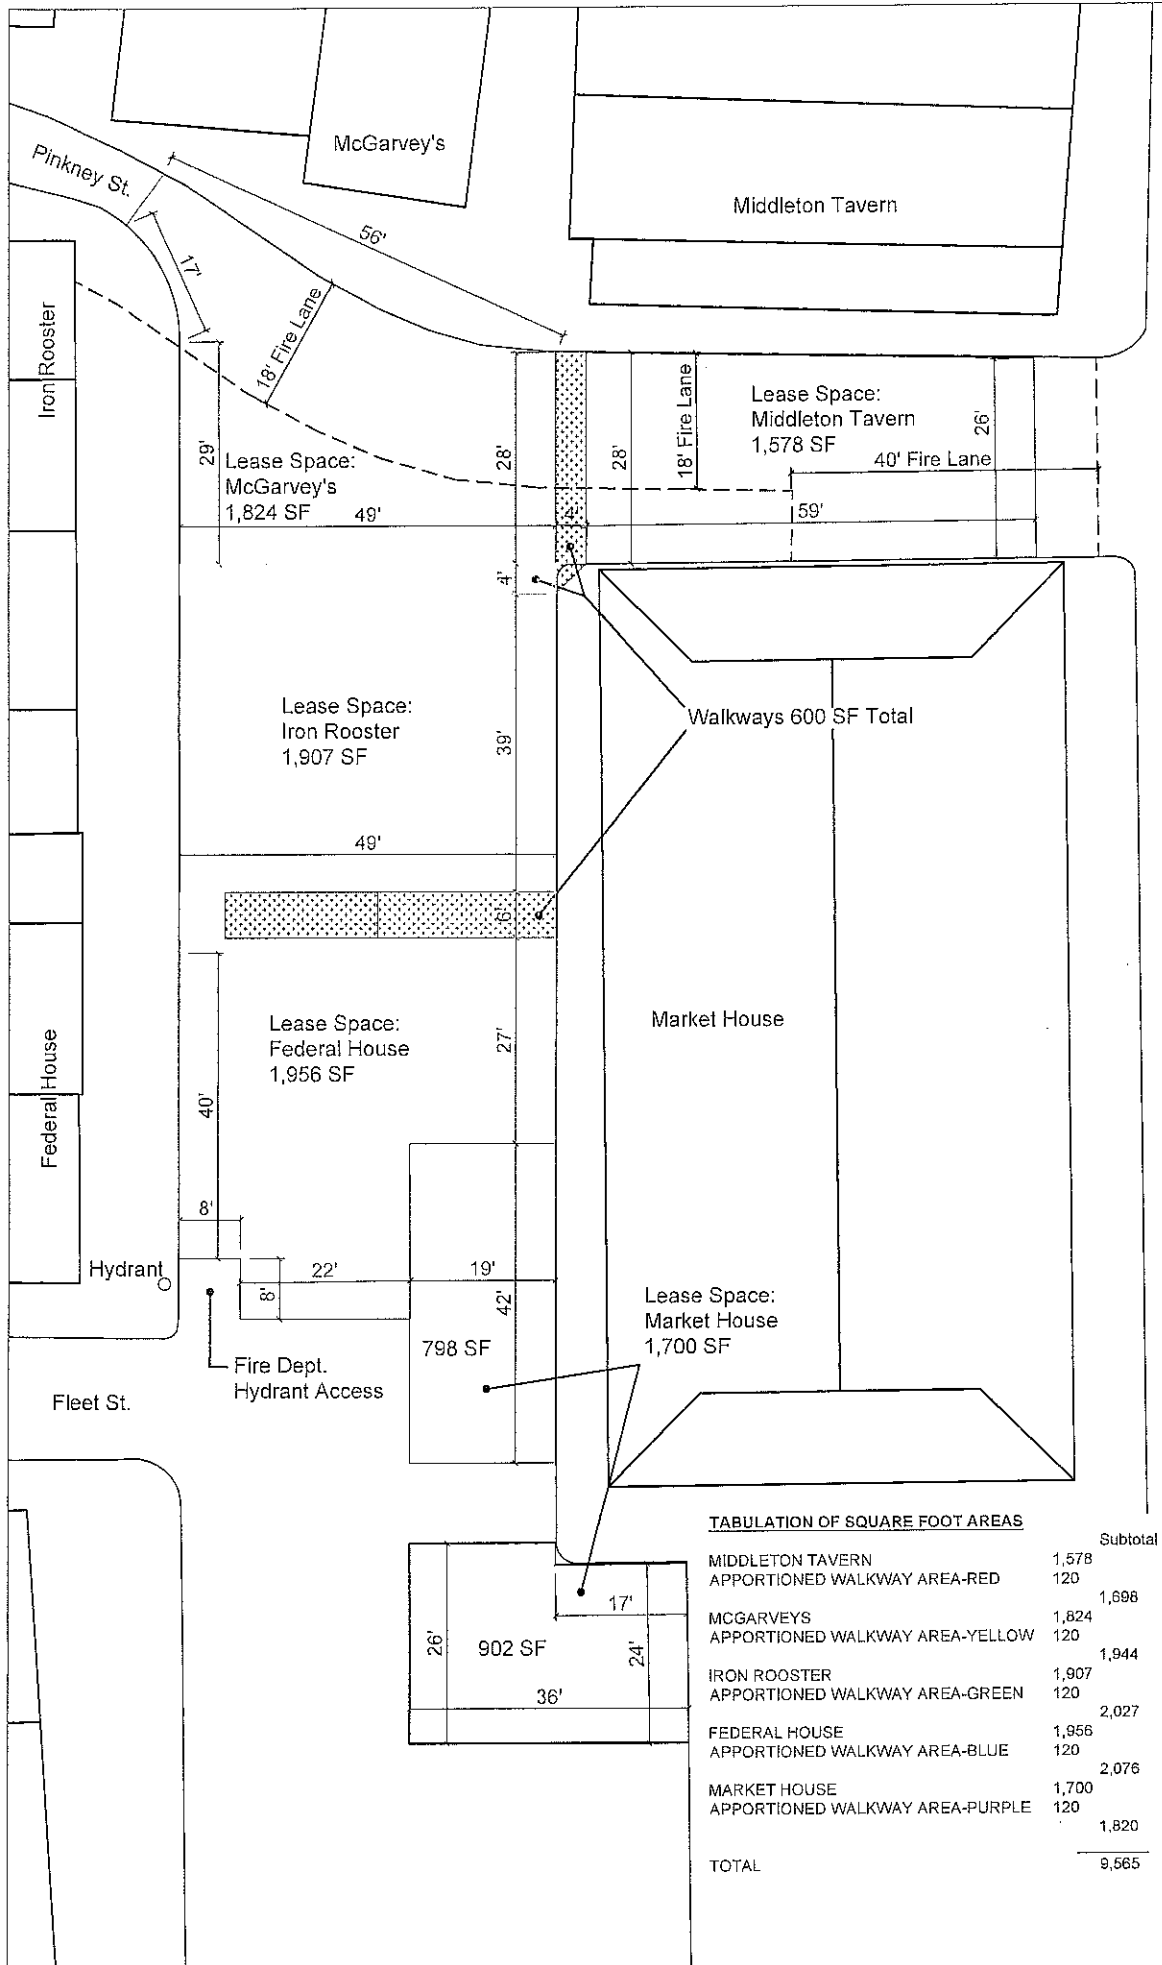 McGarvey's
Pinkney St.
Middleton Tavern
56'
17'
18' Fire Lane
Iron Rooster
29'
Lease Space:
McGarvey's
1,824 SF
49'
28'
4'
28'
18' Fire Lane
Lease Space:
Middleton Tavern
1,578 SF
26'
40' Fire Lane
59'
4'
Lease Space:
Iron Rooster
1,907 SF
39'
Walkways 600 SF Total
49'
6'
Lease Space:
Federal House
1,956 SF
27'
Market House
Federal House
40'
8'
Hydrant
22'
19'
8'
42'
Lease Space:
Market House
1,700 SF
798 SF
Fire Dept.
Hydrant Access
Fleet St.
17'
26'
902 SF
24'
36'
TABULATION OF SQUARE FOOT AREAS
Subtotal
MIDDLETON TAVERN 1,578
APPORTIONED WALKWAY AREA-RED 120
1,698
MCGARVEYS 1,824
APPORTIONED WALKWAY AREA-YELLOW 120
1,944
IRON ROOSTER 1,907
APPORTIONED WALKWAY AREA-GREEN 120
2,027
FEDERAL HOUSE 1,956
APPORTIONED WALKWAY AREA-BLUE 120
2,076
MARKET HOUSE 1,700
APPORTIONED WALKWAY AREA-PURPLE 120
1,820
TOTAL 9,565